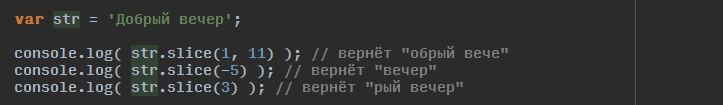 var str = 'Добрый вечер';
console.log( str.slice(1, 11) ); // вернёт "обрый вече"
console.log( str.slice(-5) ); // вернёт "вечер"
console.log( str.slice(3) ); // вернёт "рый вечер"